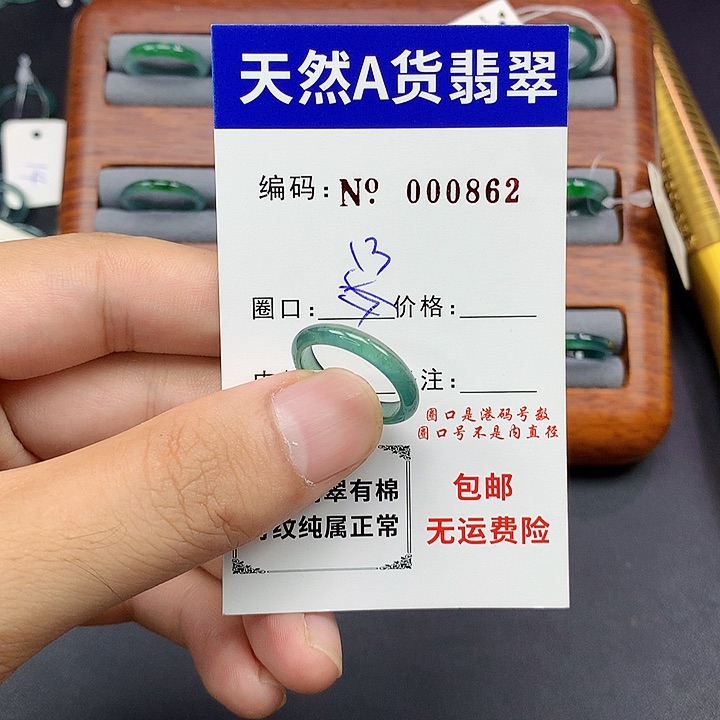 天然A货翡翠
编码: Nº 000862
13
圈口: 价格:
注:
圈口是港码号数
圈口号不是内直径
翠有棉
纹纯属正常
包邮
无运费险